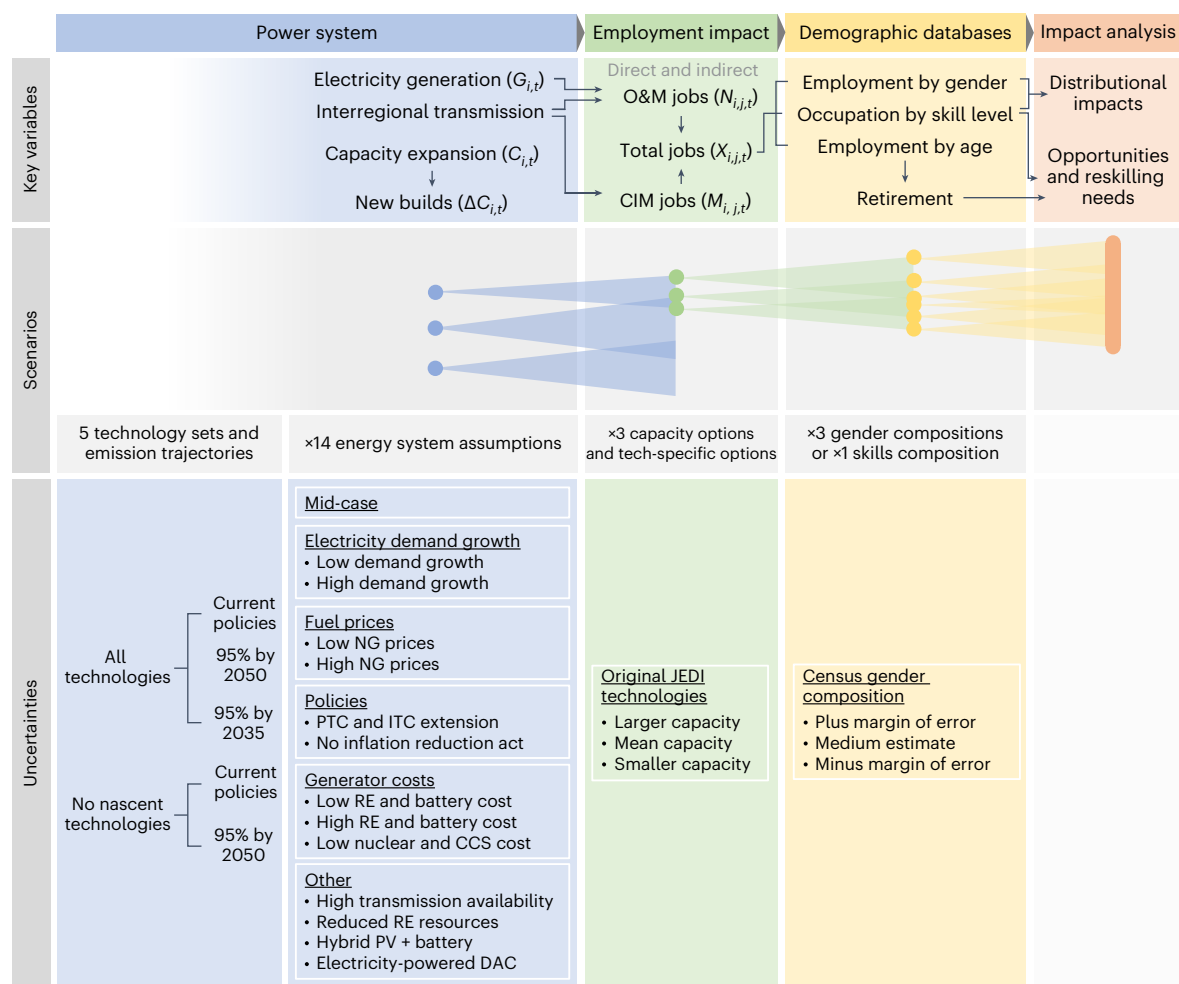 Power system
Employment impact
Demographic databases
Impact analysis
Key variables
Electricity generation (Gi,t)
Interregional transmission
Capacity expansion (Ci,t)
New builds (ΔCi,t)
Direct and indirect
O&M jobs (Ni,j,t)
Total jobs (Xi,j,t)
CIM jobs (Mi, j,t)
Employment by gender
Occupation by skill level
Employment by age
Retirement
Distributional
impacts
Opportunities
and reskilling
needs
Scenarios
5 technology sets and
emission trajectories
×14 energy system assumptions
×3 capacity options
and tech-specific options
×3 gender compositions
or ×1 skills composition
Uncertainties
All
technologies
Current
policies
95% by
2050
95% by
2035
No nascent
technologies
Current
policies
95% by
2050
Mid-case
Electricity demand growth
• Low demand growth
• High demand growth
Fuel prices
• Low NG prices
• High NG prices
Policies
• PTC and ITC extension
• No inflation reduction act
Generator costs
• Low RE and battery cost
• High RE and battery cost
• Low nuclear and CCS cost
Other
• High transmission availability
• Reduced RE resources
• Hybrid PV + battery
• Electricity-powered DAC
Original JEDI
technologies
• Larger capacity
• Mean capacity
• Smaller capacity
Census gender
composition
• Plus margin of error
• Medium estimate
• Minus margin of error